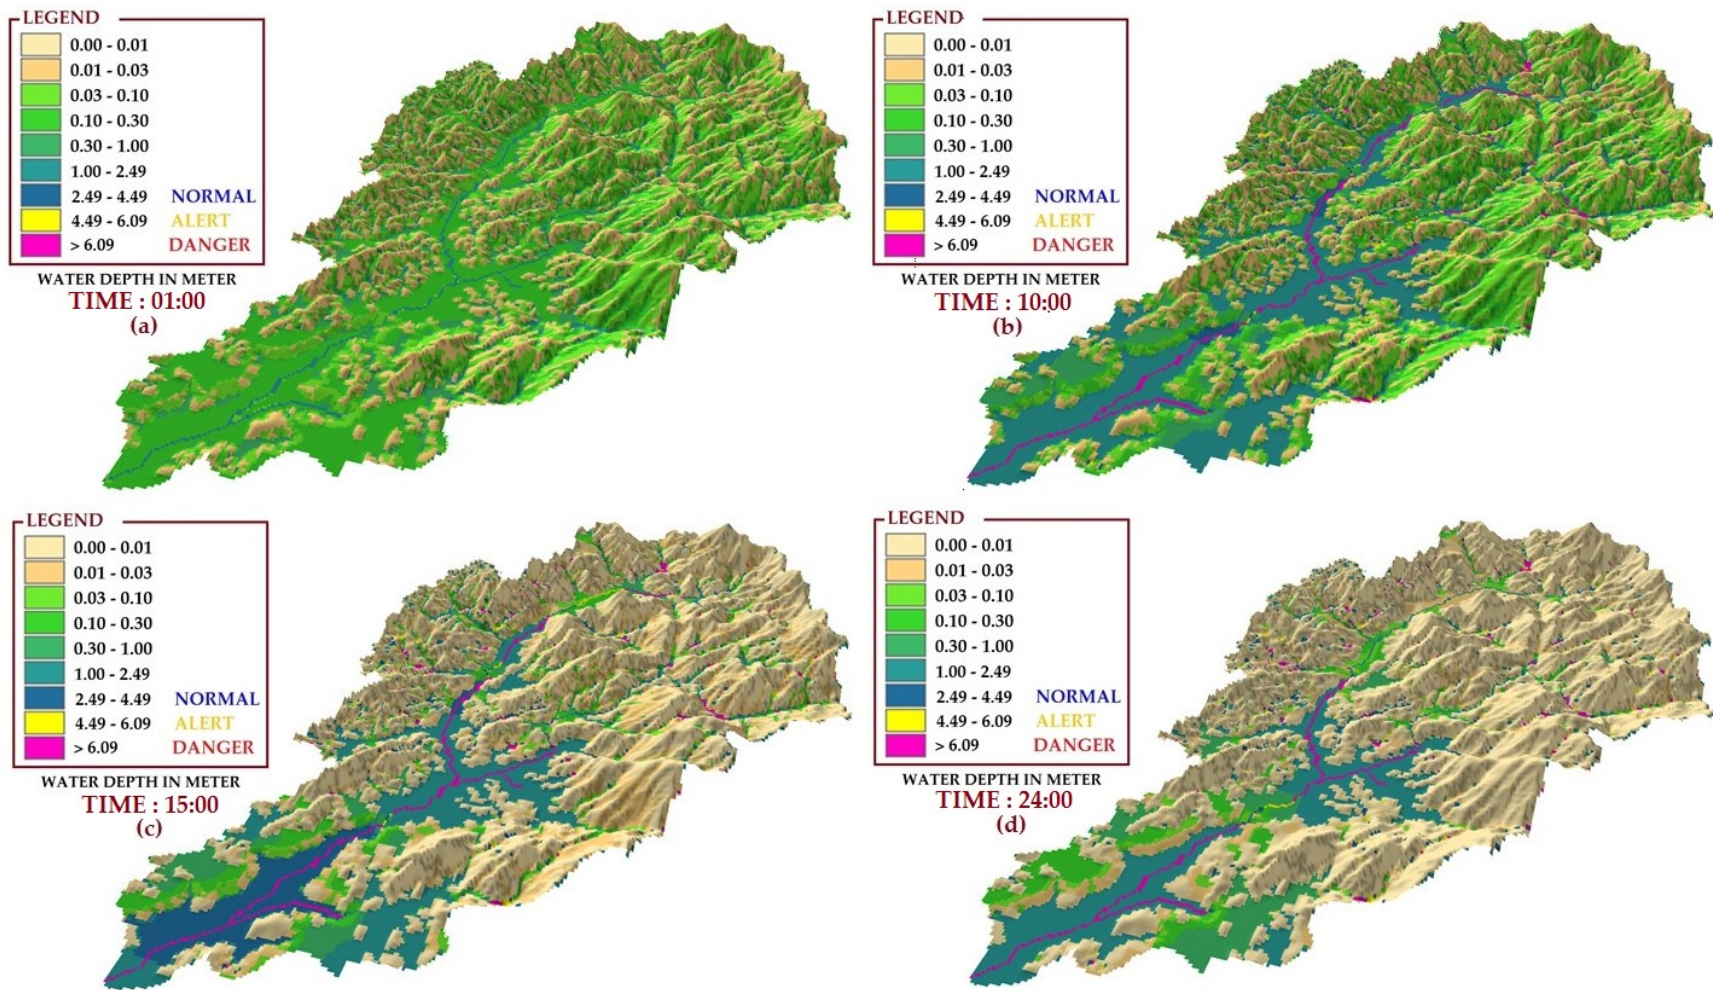 LEGEND
0.00 - 0.01
0.01 - 0.03
0.03 - 0.10
0.10 - 0.30
0.30 - 1.00
1.00 - 2.49
2.49 - 4.49 NORMAL
4.49 - 6.09 ALERT
> 6.09 DANGER
WATER DEPTH IN METER
TIME : 01:00
(a)
LEGEND
0.00 - 0.01
0.01 - 0.03
0.03 - 0.10
0.10 - 0.30
0.30 - 1.00
1.00 - 2.49
2.49 - 4.49 NORMAL
4.49 - 6.09 ALERT
> 6.09 DANGER
WATER DEPTH IN METER
TIME : 10:00
(b)
LEGEND
0.00 - 0.01
0.01 - 0.03
0.03 - 0.10
0.10 - 0.30
0.30 - 1.00
1.00 - 2.49
2.49 - 4.49 NORMAL
4.49 - 6.09 ALERT
> 6.09 DANGER
WATER DEPTH IN METER
TIME : 15:00
(c)
LEGEND
0.00 - 0.01
0.01 - 0.03
0.03 - 0.10
0.10 - 0.30
0.30 - 1.00
1.00 - 2.49
2.49 - 4.49 NORMAL
4.49 - 6.09 ALERT
> 6.09 DANGER
WATER DEPTH IN METER
TIME : 24:00
(d)